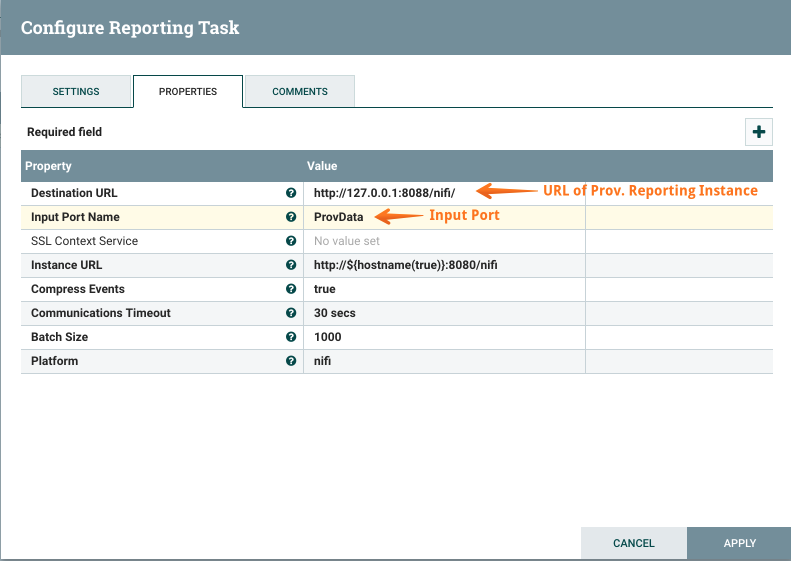 Configure Reporting Task
SETTINGS PROPERTIES COMMENTS
Required field
Property Value
Destination URL http://127.0.0.1:8088/nifi/ URL of Prov. Reporting Instance
Input Port Name ProvData Input Port
SSL Context Service No value set
Instance URL http://${hostname(true)}:8080/nifi
Compress Events true
Communications Timeout 30 secs
Batch Size 1000
Platform nifi
CANCEL APPLY